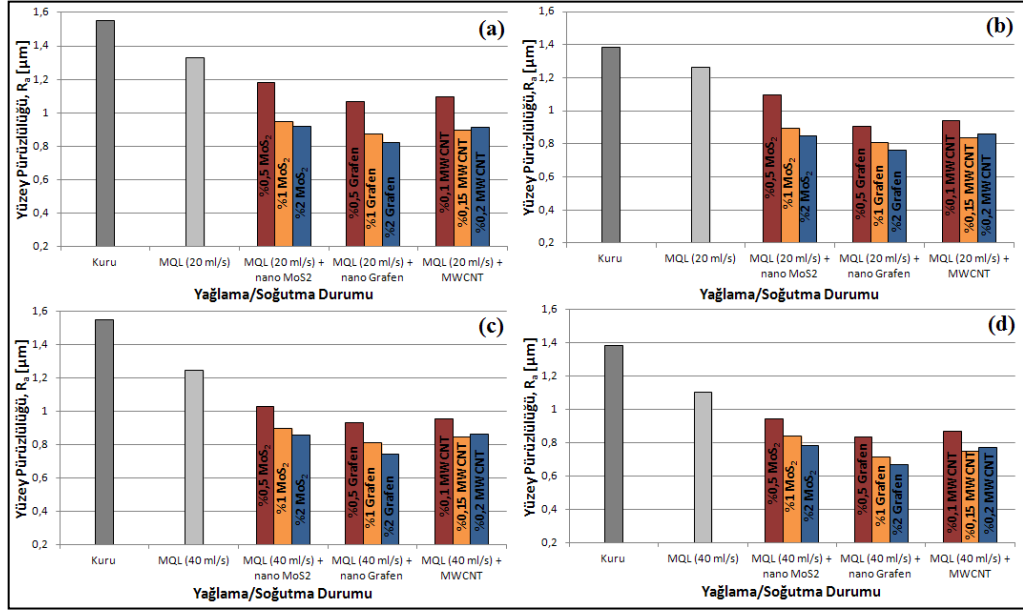 (a)
Yüzey Pürüzlülüğü, Ra [µm]
1,6
1,4
1,2
1
0,8
0,6
0,4
0,2
%0,5 MoS2
%1 MoS2
%2 MoS2
%0,5 Grafen
%1 Grafen
%2 Grafen
%0,1 MWCNT
%0,15 MWCNT
%0,2 MWCNT
Kuru
MQL (20 ml/s)
MQL (20 ml/s) +
nano MoS2
MQL (20 ml/s) +
nano Grafen
MQL (20 ml/s) +
MWCNT
Yağlama/Soğutma Durumu
(b)
Yüzey Pürüzlülüğü,Ra [µm]
1,6
1,4
1,2
1
0,8
0,6
0,4
0,2
%0,5 MoS2
%1 MoS2
%2 MoS2
%0,5 Grafen
%1 Grafen
%2 Grafen
%0,1 MWCNT
%0,15 MWCNT
%0,2 MWCNT
Kuru
MQL (20 ml/s)
MQL (20 ml/s) +
nano MoS2
MQL (20 ml/s) +
nano Grafen
MQL (20 ml/s) +
MWCNT
Yağlama/Soğutma Durumu
(c)
Yüzey Pürüzlülüğü, Ra [µm]
1,6
1,4
1,2
1
0,8
0,6
0,4
0,2
%0,5 MoS2
%1 MoS2
%2 MoS2
%0,5 Grafen
%1 Grafen
%2 Grafen
%0,1 MWCNT
%0,15 MWCNT
%0,2 MWCNT
Kuru
MQL (40 ml/s)
MQL (40 ml/s) +
nano MoS2
MQL (40 ml/s) +
nano Grafen
MQL (40 ml/s) +
MWCNT
Yağlama/Soğutma Durumu
(d)
Yüzey Pürüzlülüğü, Ra [µm]
1,6
1,4
1,2
1
0,8
0,6
0,4
0,2
%0,5 MoS2
%1 MoS2
%2 MoS2
%0,5 Grafen
%1 Grafen
%2 Grafen
%0,1 MWCNT
%0,15 MWCNT
%0,2 MWCNT
Kuru
MQL (40 ml/s)
MQL (40 ml/s) +
nano MoS2
MQL (40 ml/s) +
nano Grafen
MQL (40 ml/s) +
MWCNT
Yağlama/Soğutma Durumu